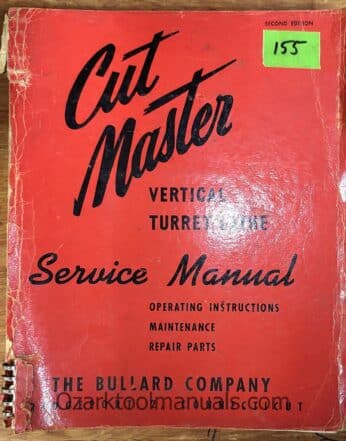 SECOND EDITION
155
Cut
Master
VERTICAL
TURRET LATHE
Service Manual
OPERATING INSTRUCTIONS
MAINTENANCE
REPAIR PARTS
THE BULLARD COMPANY
Ozarktoolmanuals.com